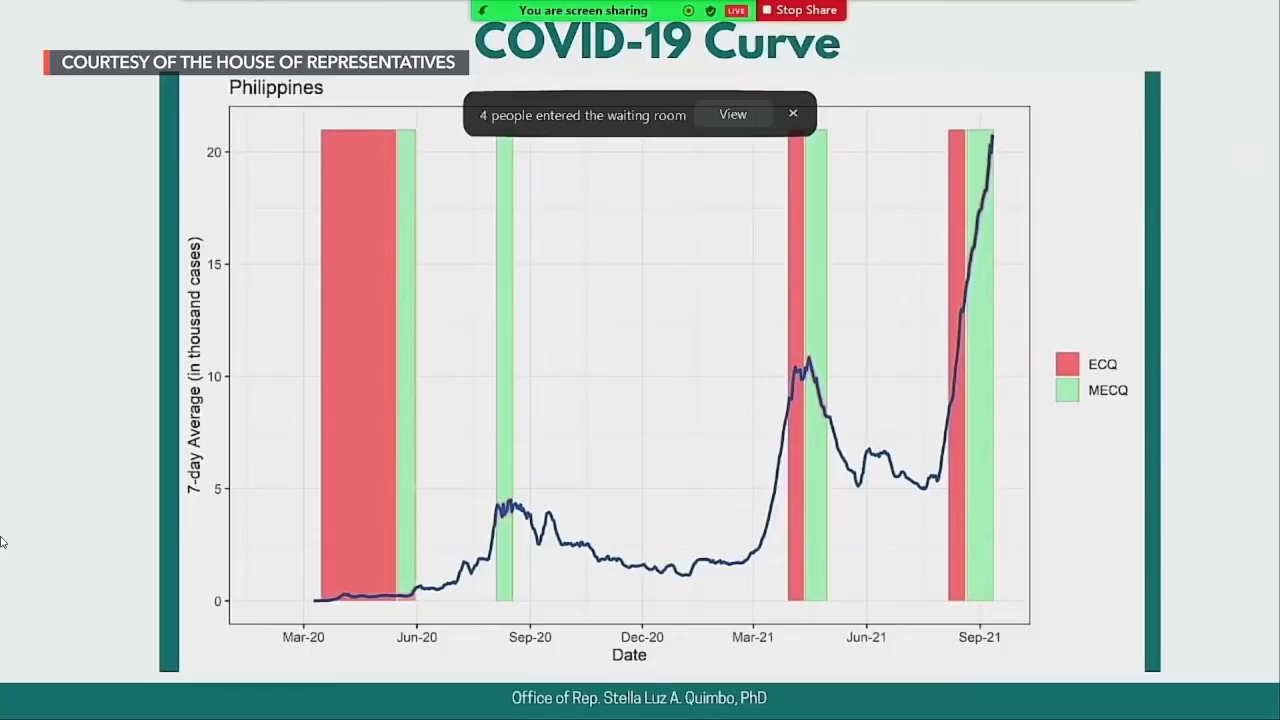 You are screen sharing
LIVE
Stop Share
COVID-19 Curve
COURTESY OF THE HOUSE OF REPRESENTATIVES
Philippines
4 people entered the waiting room
View
7-day Average (in thousand cases)
20
15
10
5
0
ECQ
MECQ
Mar-20
Jun-20
Sep-20
Dec-20
Mar-21
Jun-21
Sep-21
Date
Office of Rep. Stella Luz A. Quimbo, PhD